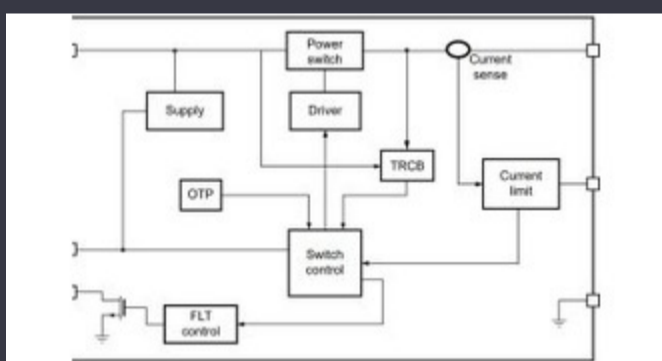 Power
switch
Current
sense
Supply
Driver
TRCB
Current
limit
OTP
Switch
control
FLT
control